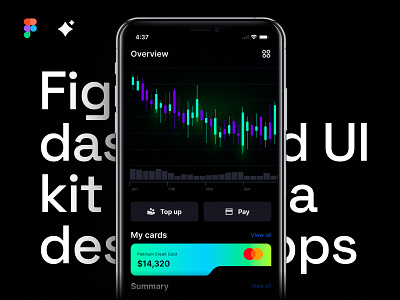 4:37
Overview
Fig
das d UI
kit a
des ops
Jan Feb Mar Apr
Top up
Pay
My cards
View all
Platinum Credit Card
$14,320
Summary
View all